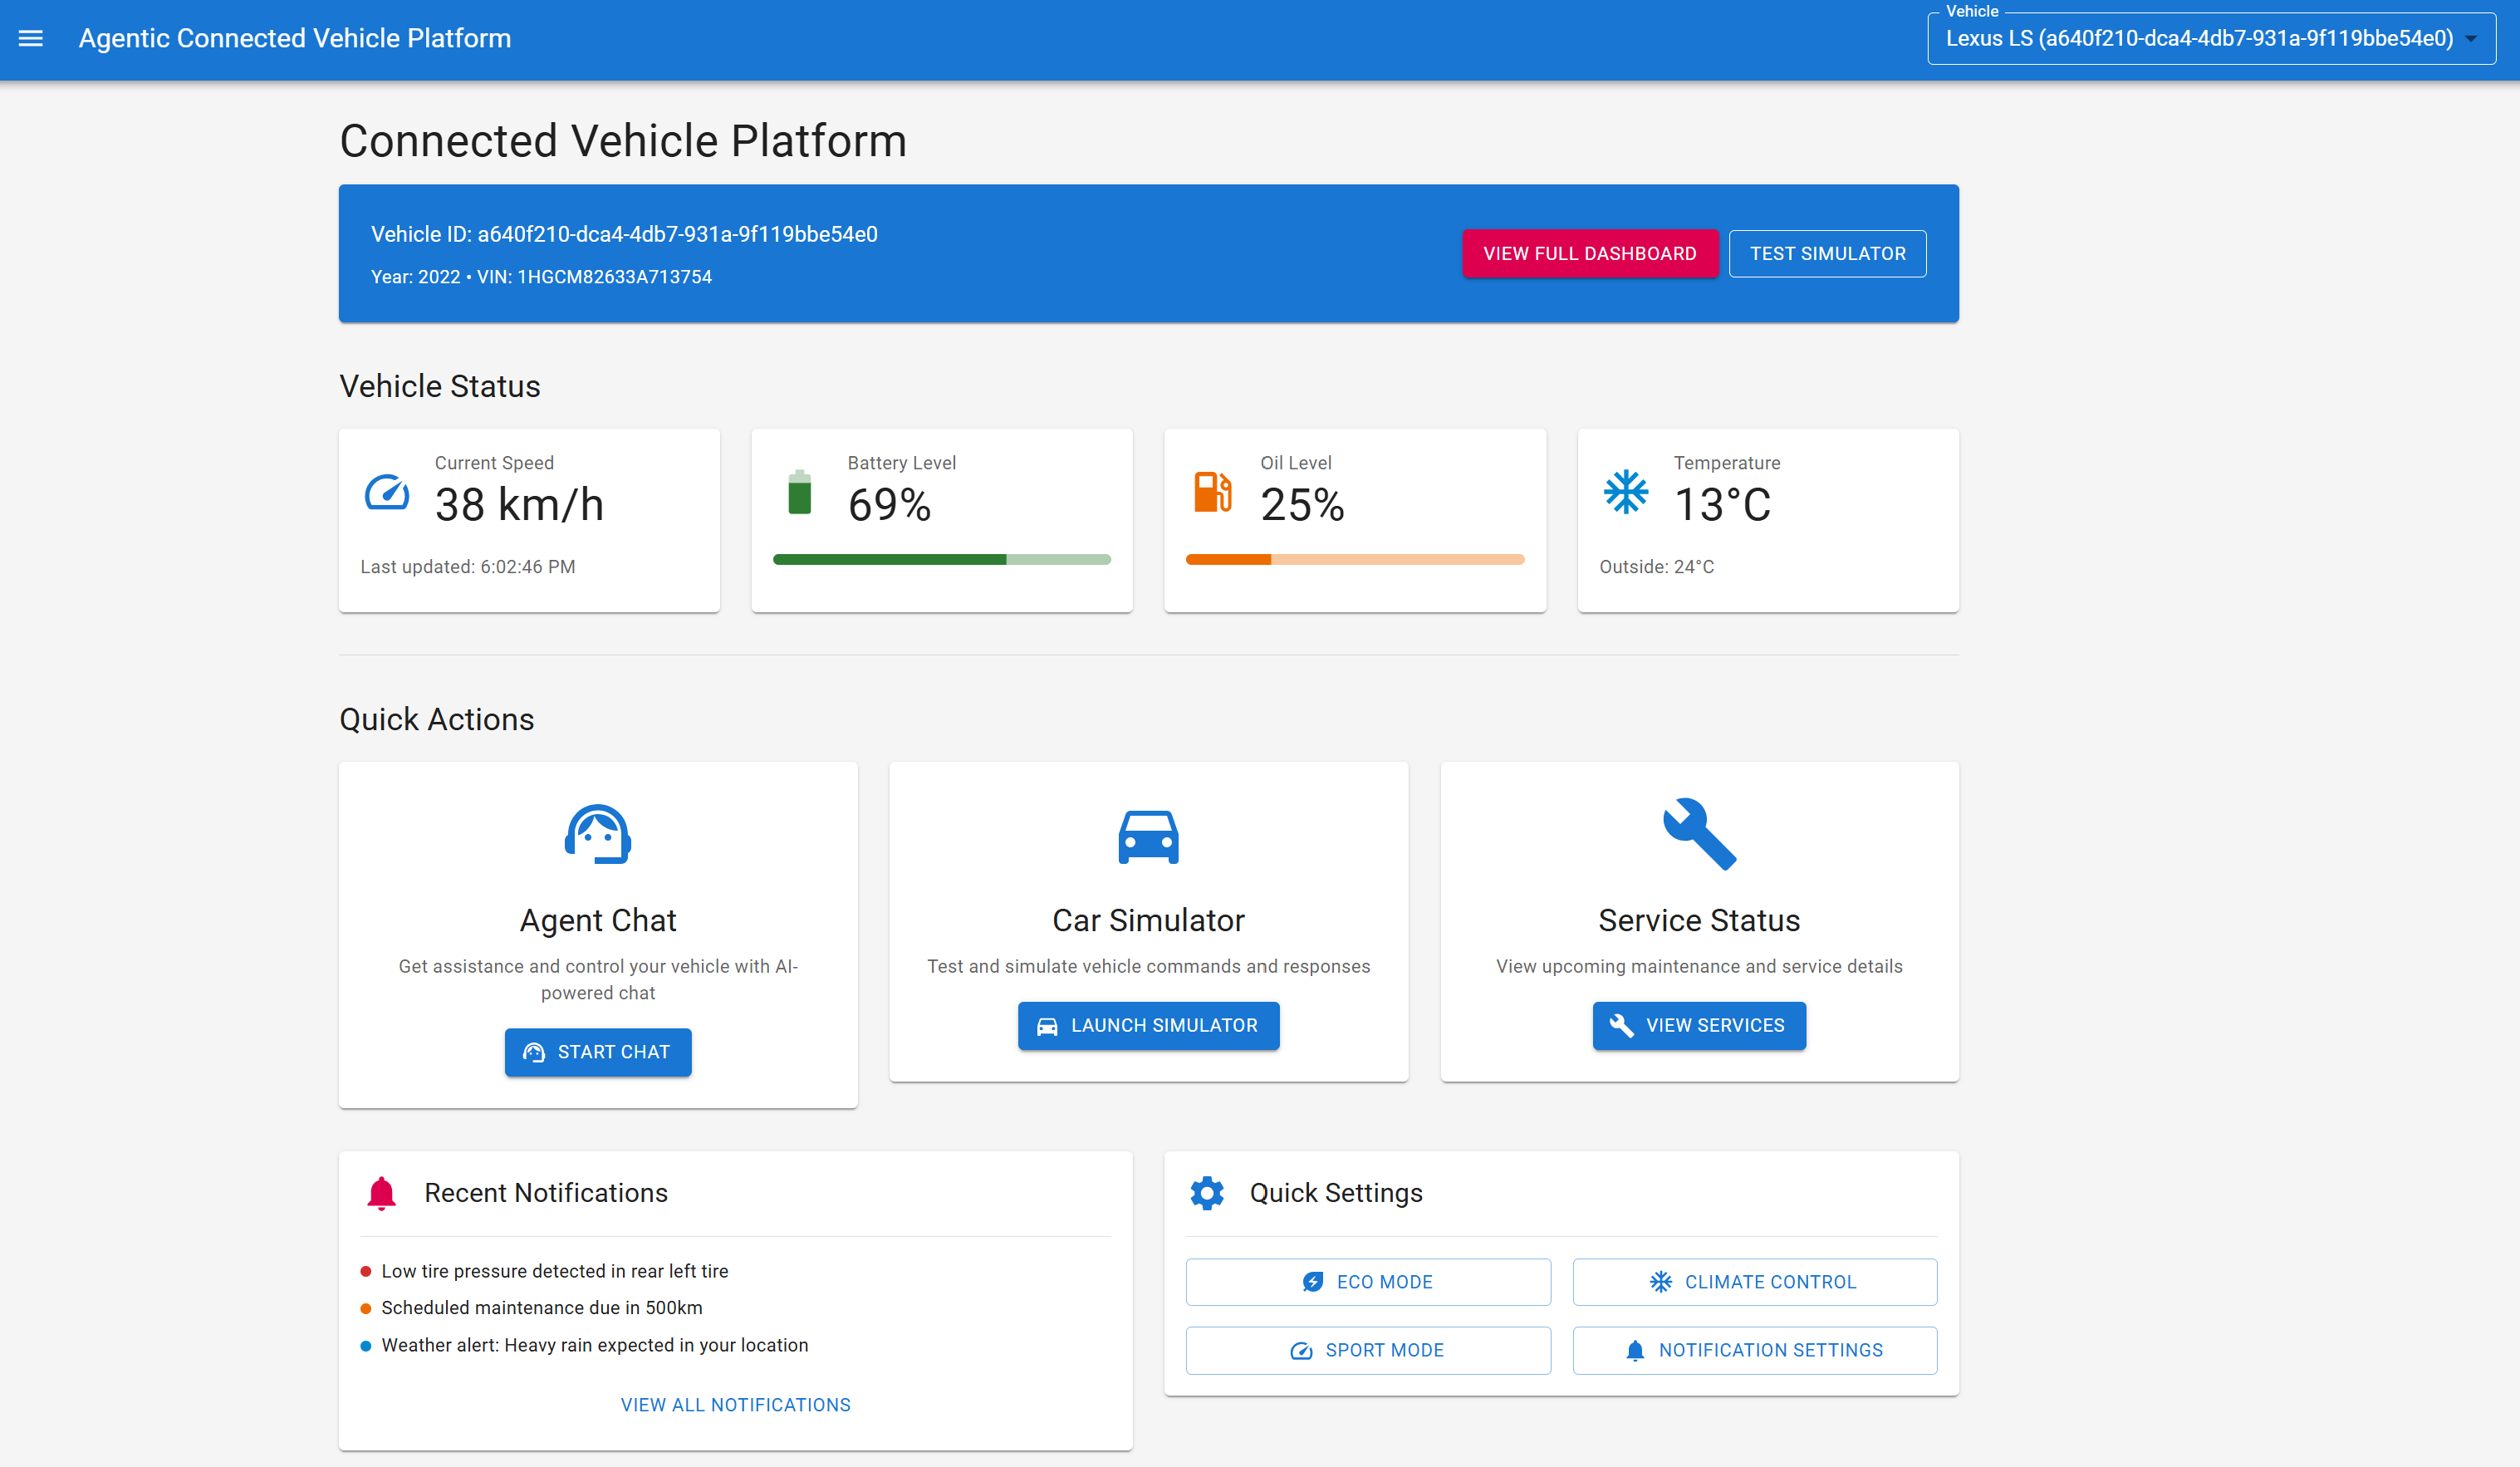 Agentic Connected Vehicle Platform
Vehicle
Lexus LS (a640f210-dca4-4db7-931a-9f119bbe54e0)
Connected Vehicle Platform
Vehicle ID: a640f210-dca4-4db7-931a-9f119bbe54e0
Year: 2022 • VIN: 1HGCM82633A713754
VIEW FULL DASHBOARD
TEST SIMULATOR
Vehicle Status
Current Speed
38 km/h
Last updated: 6:02:46 PM
Battery Level
69%
Oil Level
25%
Temperature
13°C
Outside: 24°C
Quick Actions
Agent Chat
Get assistance and control your vehicle with AI-
powered chat
START CHAT
Car Simulator
Test and simulate vehicle commands and responses
LAUNCH SIMULATOR
Service Status
View upcoming maintenance and service details
VIEW SERVICES
Recent Notifications
Low tire pressure detected in rear left tire
Scheduled maintenance due in 500km
Weather alert: Heavy rain expected in your location
VIEW ALL NOTIFICATIONS
Quick Settings
ECO MODE
CLIMATE CONTROL
SPORT MODE
NOTIFICATION SETTINGS